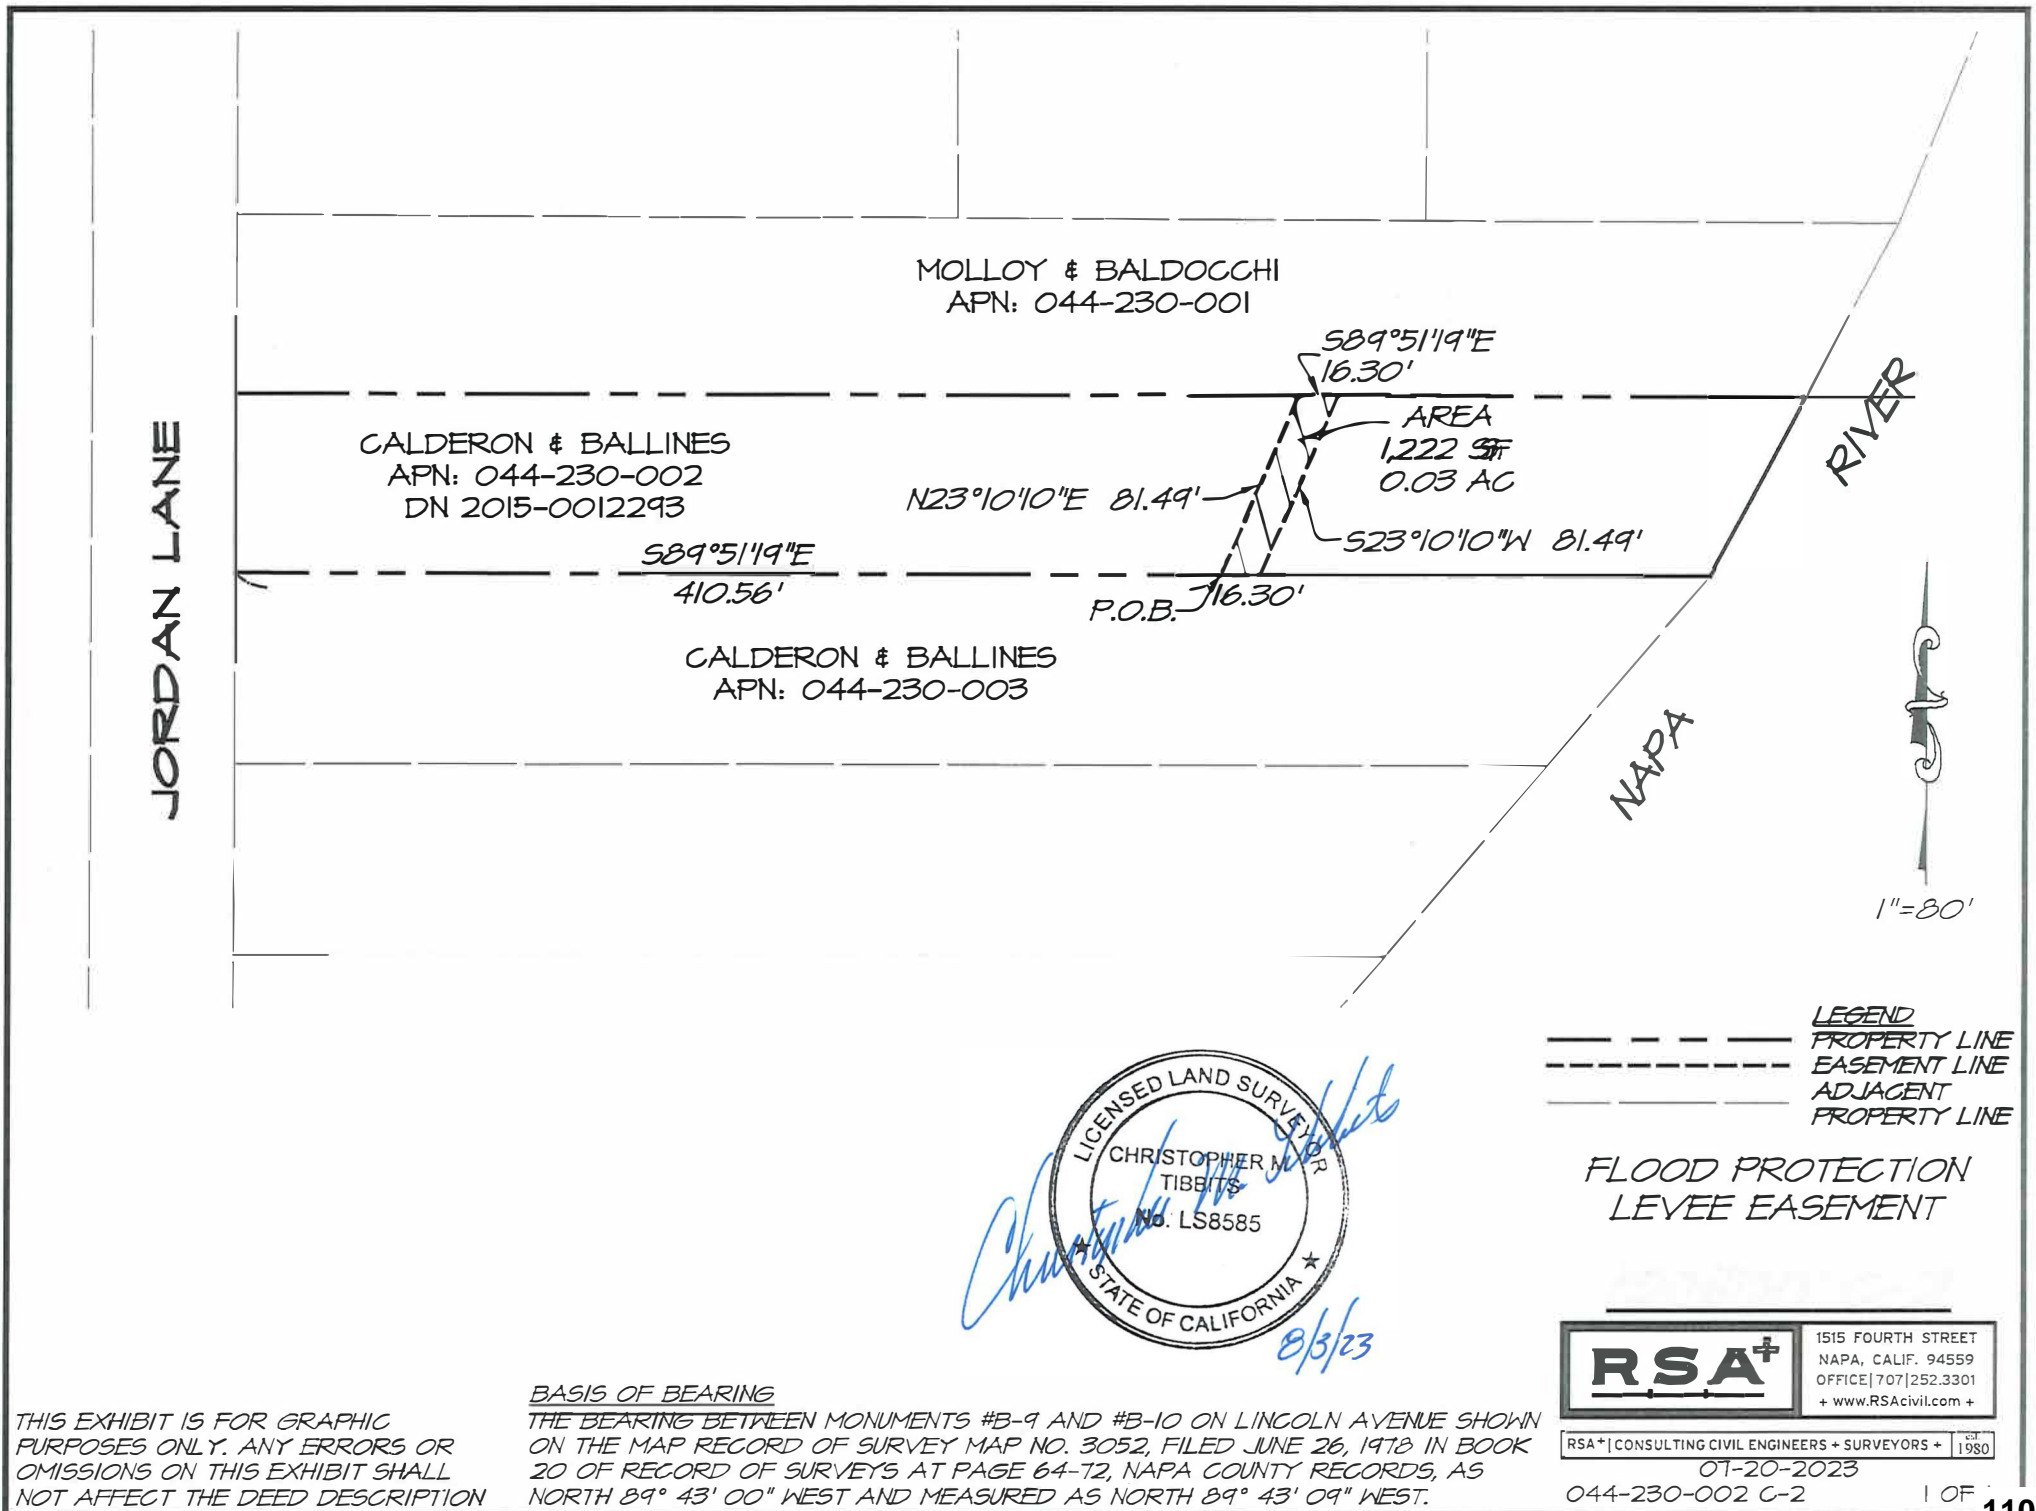 MOLLOY & BALDOCCHI
APN: 044-230-001
S89°51'19"E
16.30'
AREA
1,222 SF
0.03 AC
CALDERON & BALLINES
APN: 044-230-002
DN 2015-0012293
N23°10'10"E 81.49'
S23°10'10"W 81.49'
S89°51'19"E
410.56'
P.O.B.
16.30'
CALDERON & BALLINES
APN: 044-230-003
JORDAN LANE
NAPA
RIVER
1"=80'
LEGEND
PROPERTY LINE
EASEMENT LINE
ADJACENT
PROPERTY LINE
FLOOD PROTECTION
LEVEE EASEMENT
LICENSED LAND SURVEYOR
CHRISTOPHER M.
TIBBITS
No. LS8585
STATE OF CALIFORNIA
Christopher M. Tibbits
8/3/23
RSA+
1515 FOURTH STREET
NAPA, CALIF. 94559
OFFICE|707|252.3301
+ www.RSAcivil.com +
RSA+|CONSULTING CIVIL ENGINEERS + SURVEYORS +
est. 1980
07-20-2023
044-230-002 C-2
1 OF
THIS EXHIBIT IS FOR GRAPHIC
PURPOSES ONLY. ANY ERRORS OR
OMISSIONS ON THIS EXHIBIT SHALL
NOT AFFECT THE DEED DESCRIPTION
BASIS OF BEARING
THE BEARING BETWEEN MONUMENTS #B-9 AND #B-10 ON LINCOLN AVENUE SHOWN
ON THE MAP RECORD OF SURVEY MAP NO. 3052, FILED JUNE 26, 1978 IN BOOK
20 OF RECORD OF SURVEYS AT PAGE 64-72, NAPA COUNTY RECORDS, AS
NORTH 89° 43' 00" WEST AND MEASURED AS NORTH 89° 43' 09" WEST.